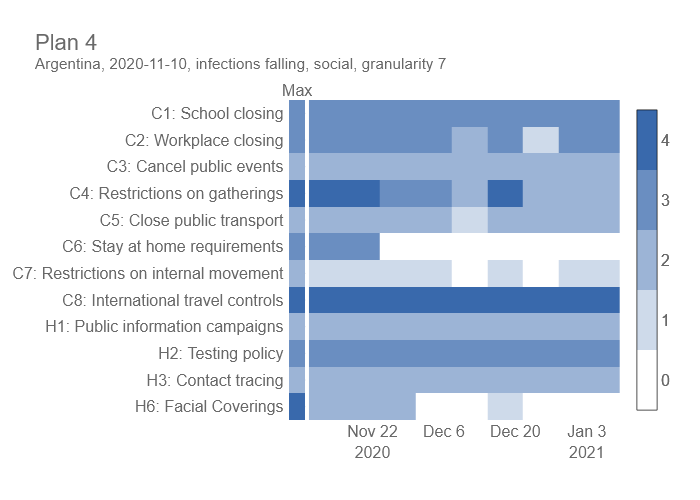 Plan 4
Argentina, 2020-11-10, infections falling, social, granularity 7
Max
C1: School closing
C2: Workplace closing
C3: Cancel public events
C4: Restrictions on gatherings
C5: Close public transport
C6: Stay at home requirements
C7: Restrictions on internal movement
C8: International travel controls
H1: Public information campaigns
H2: Testing policy
H3: Contact tracing
H6: Facial Coverings
Nov 22 Dec 6 Dec 20 Jan 3
2020 2021
4
3
2
1
0